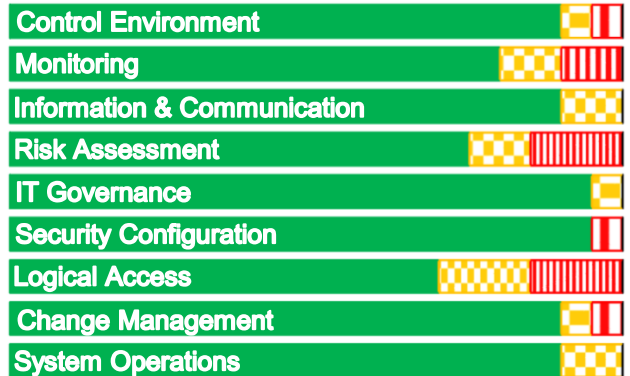 Control Environment
Monitoring
Information & Communication
Risk Assessment
IT Governance
Security Configuration
Logical Access
Change Management
System Operations